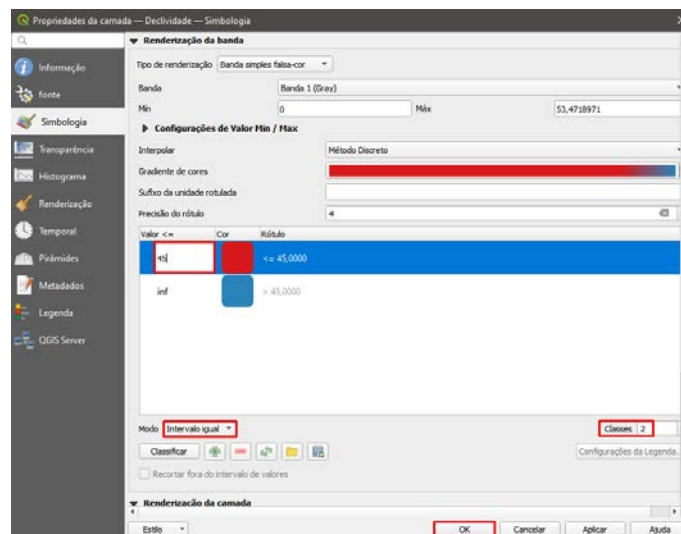 Propriedades da camada — Declividade — Simbologia
Informação
fonte
Simbologia
Transparência
Histograma
Renderização
Temporal
Pirâmides
Metadados
Legenda
QGIS Server
Renderização da banda
Tipo de renderização Banda simples falsa-cor
Banda Banda 1 (Gray)
Mín 0 Máx 53,4718971
Configurações de Valor Min / Max
Interpolar Método Discreto
Gradiente de cores
Sufixo da unidade rotulada
Precisão do rótulo 4
Valor <= Cor Rótulo
45 <= 45,0000
inf > 45,0000
Modo Intervalo igual Classes 2
Classificar Configurações da Legenda.
Recortar fora do intervalo de valores
Renderização da camada
Estilo OK Cancelar Aplicar Ajuda